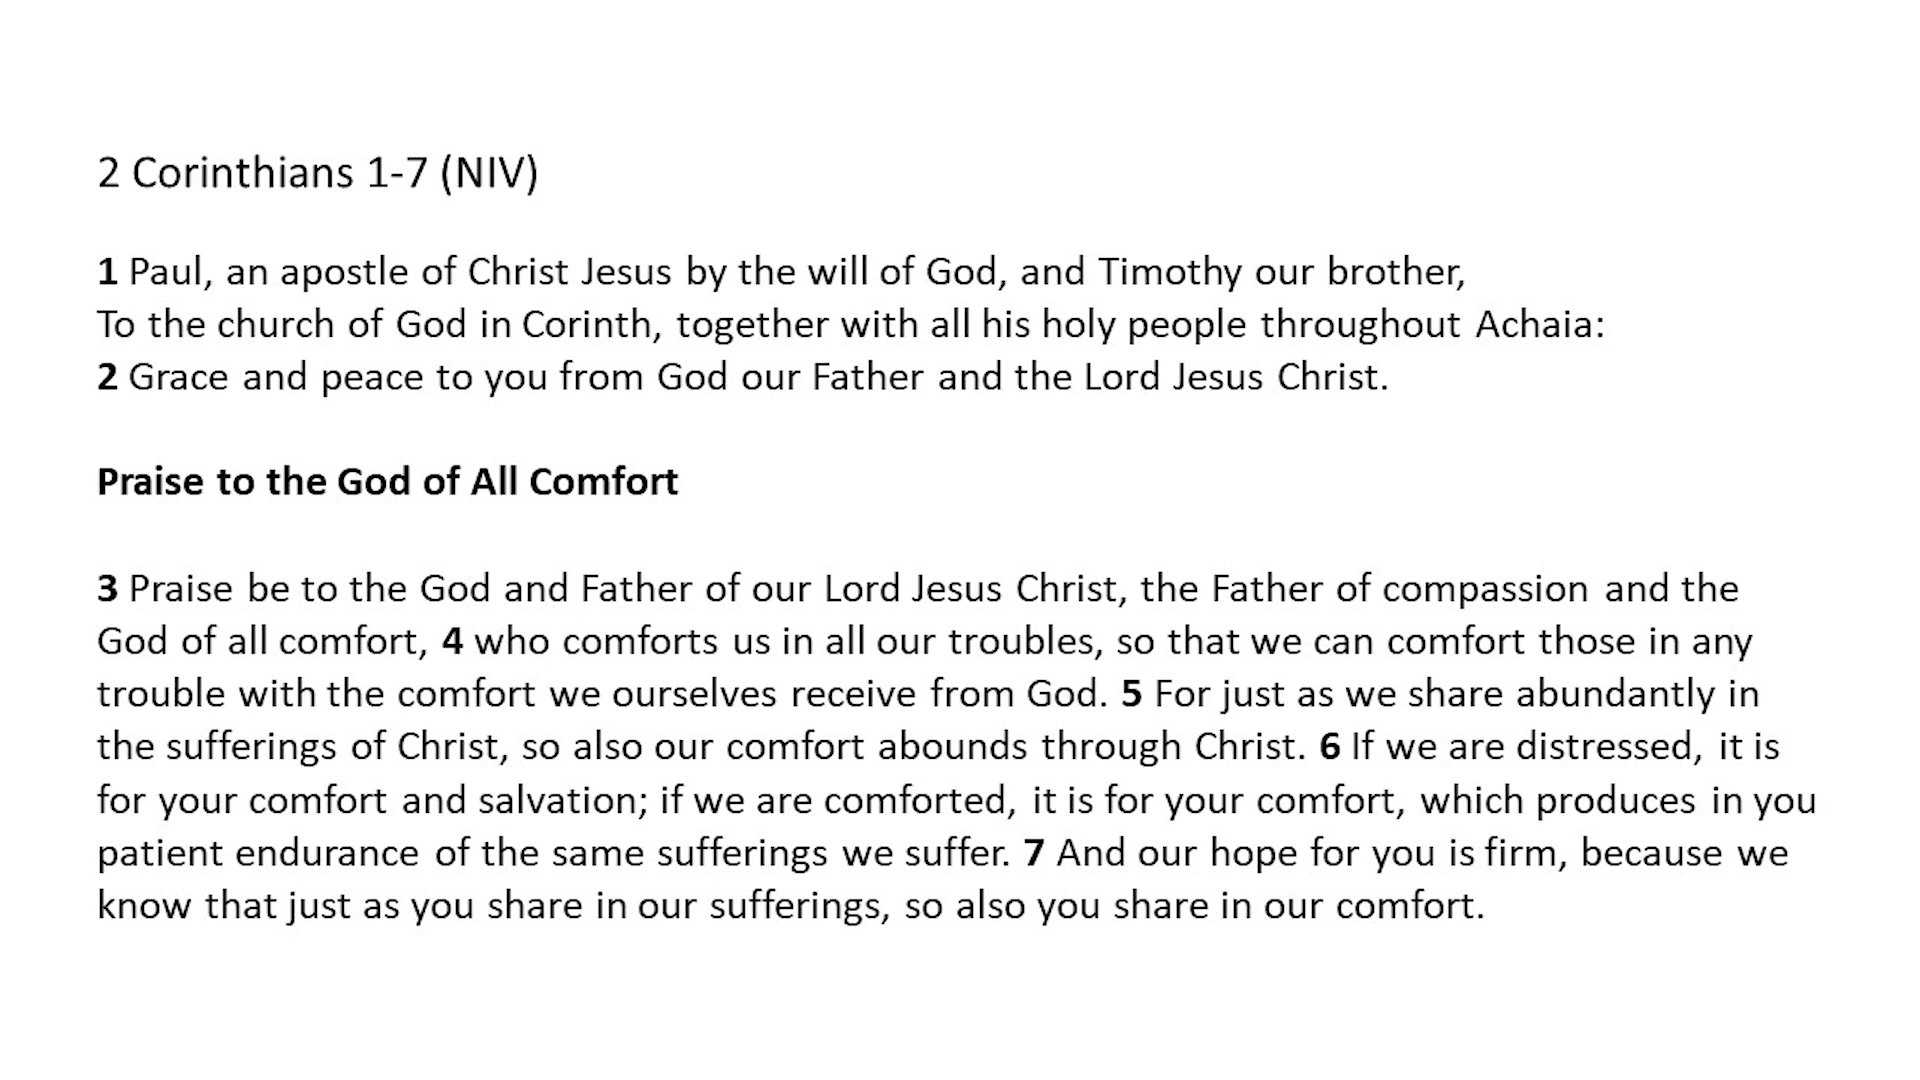 2 Corinthians 1-7 (NIV)
1 Paul, an apostle of Christ Jesus by the will of God, and Timothy our brother,
To the church of God in Corinth, together with all his holy people throughout Achaia:
2 Grace and peace to you from God our Father and the Lord Jesus Christ.
Praise to the God of All Comfort
3 Praise be to the God and Father of our Lord Jesus Christ, the Father of compassion and the
God of all comfort, 4 who comforts us in all our troubles, so that we can comfort those in any
trouble with the comfort we ourselves receive from God. 5 For just as we share abundantly in
the sufferings of Christ, so also our comfort abounds through Christ. 6 If we are distressed, it is
for your comfort and salvation; if we are comforted, it is for your comfort, which produces in you
patient endurance of the same sufferings we suffer. 7 And our hope for you is firm, because we
know that just as you share in our sufferings, so also you share in our comfort.